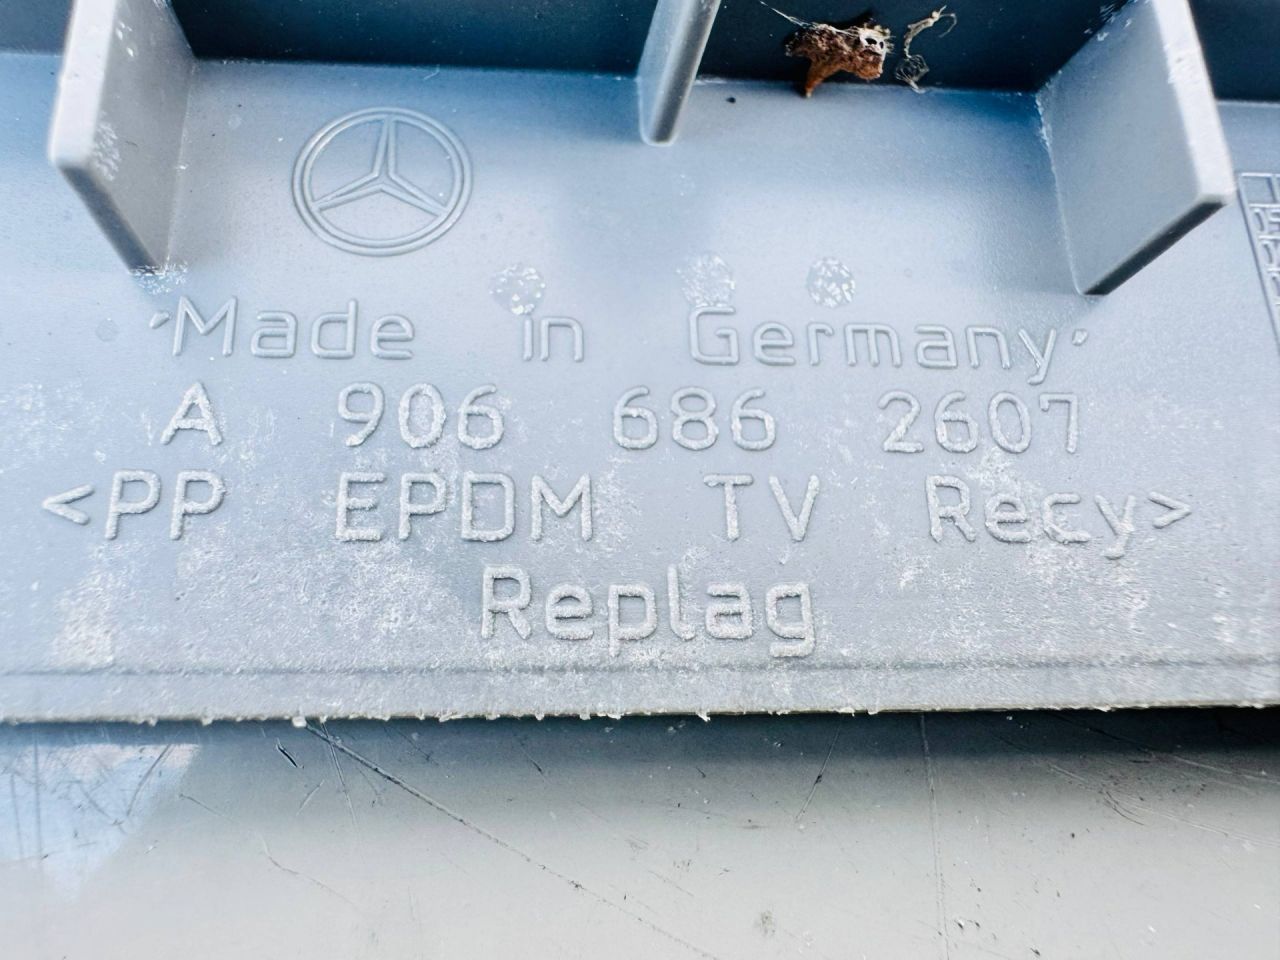 'Made in Germany'
A 906 686 2607
<PP EPDM TV Recy>
Replag